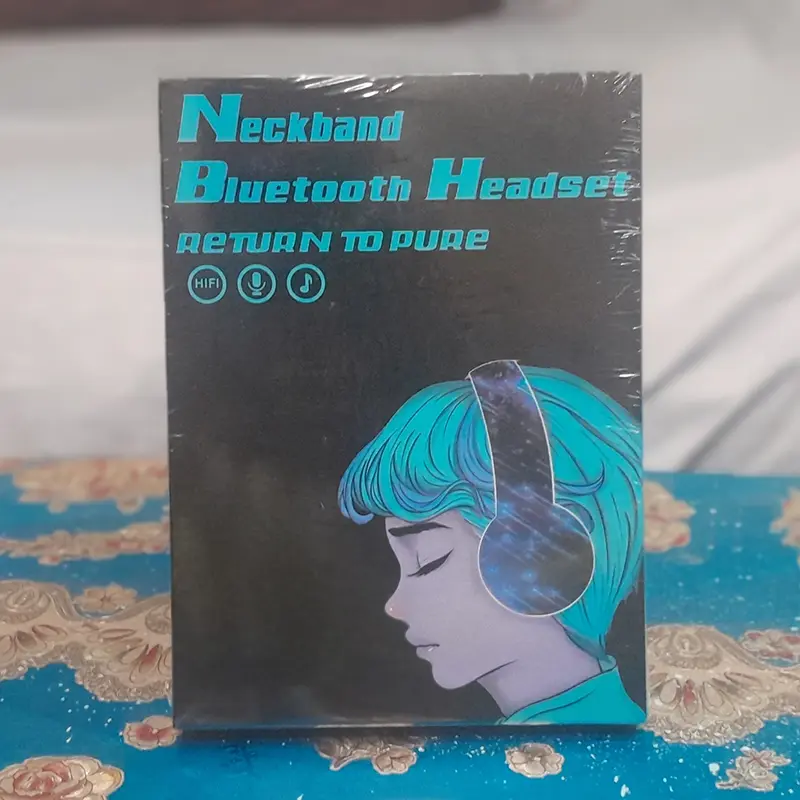 Neckband
Bluetooth Headset
RETURN TO PURE
HIFI